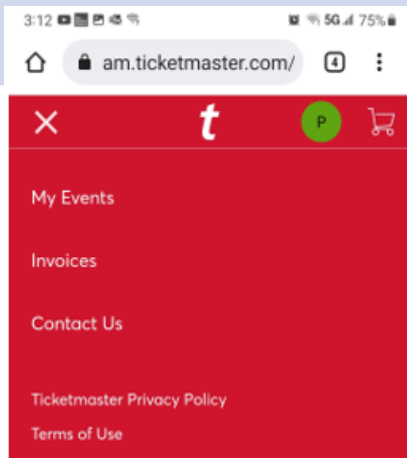 3:12 5G 75%
am.ticketmaster.com/ 4
t P
My Events
Invoices
Contact Us
Ticketmaster Privacy Policy
Terms of Use